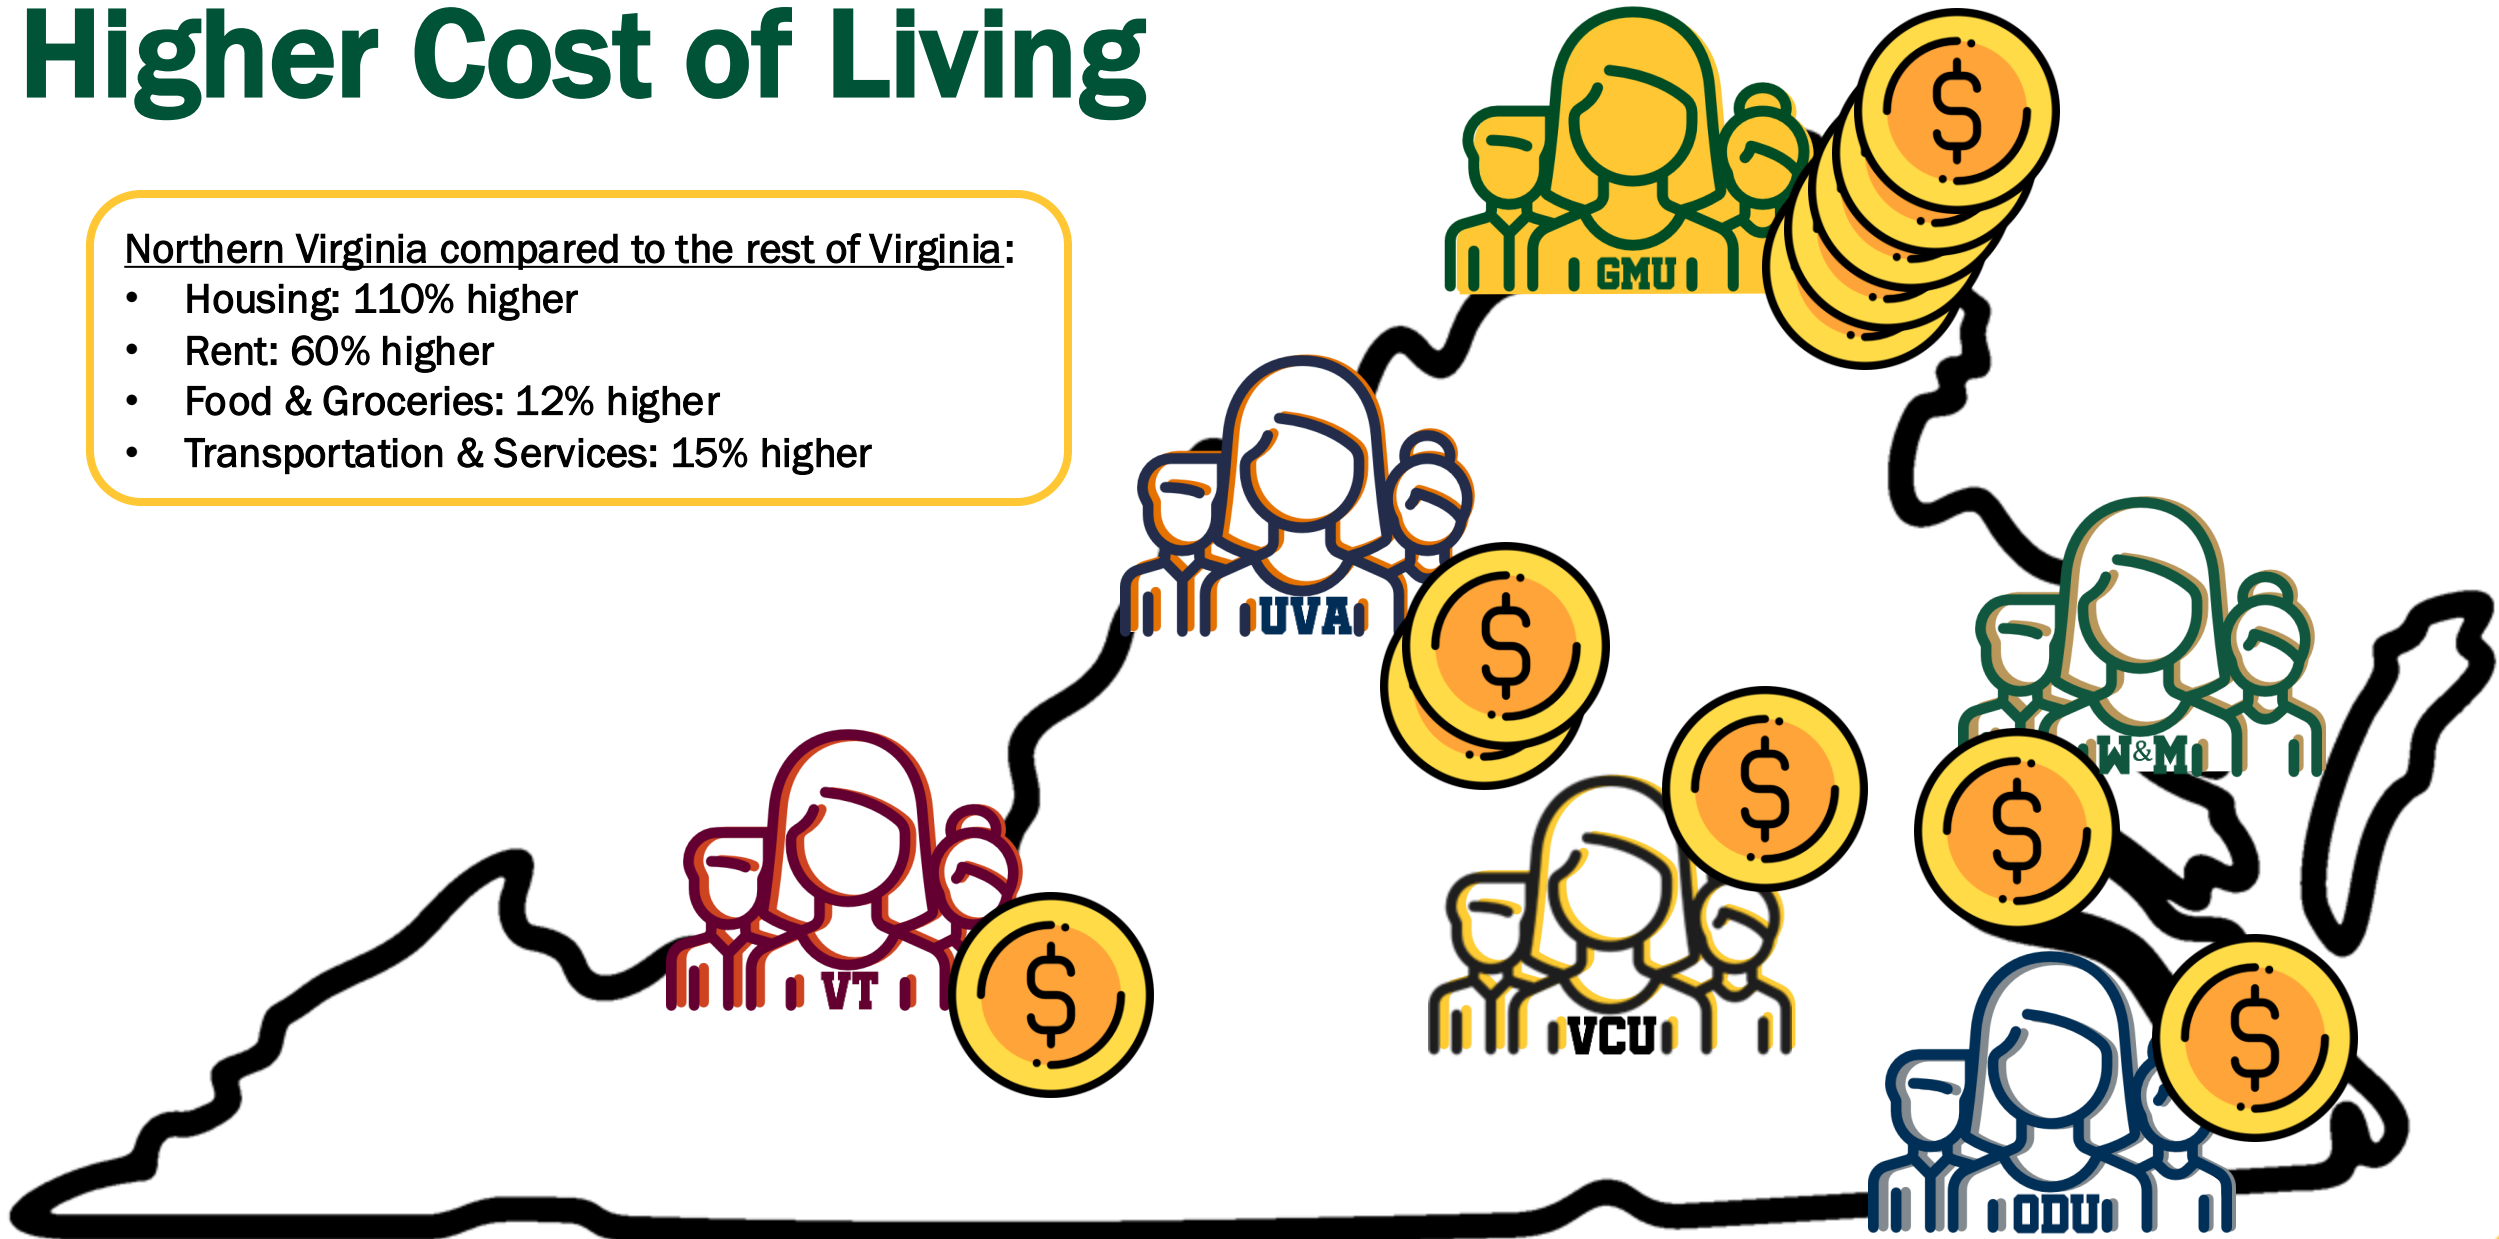 Higher Cost of Living
Northern Virginia compared to the rest of Virginia:
• Housing: 110% higher
• Rent: 60% higher
• Food & Groceries: 12% higher
• Transportation & Services: 15% higher
GMU
UVA
W&M
VT
VCU
ODU